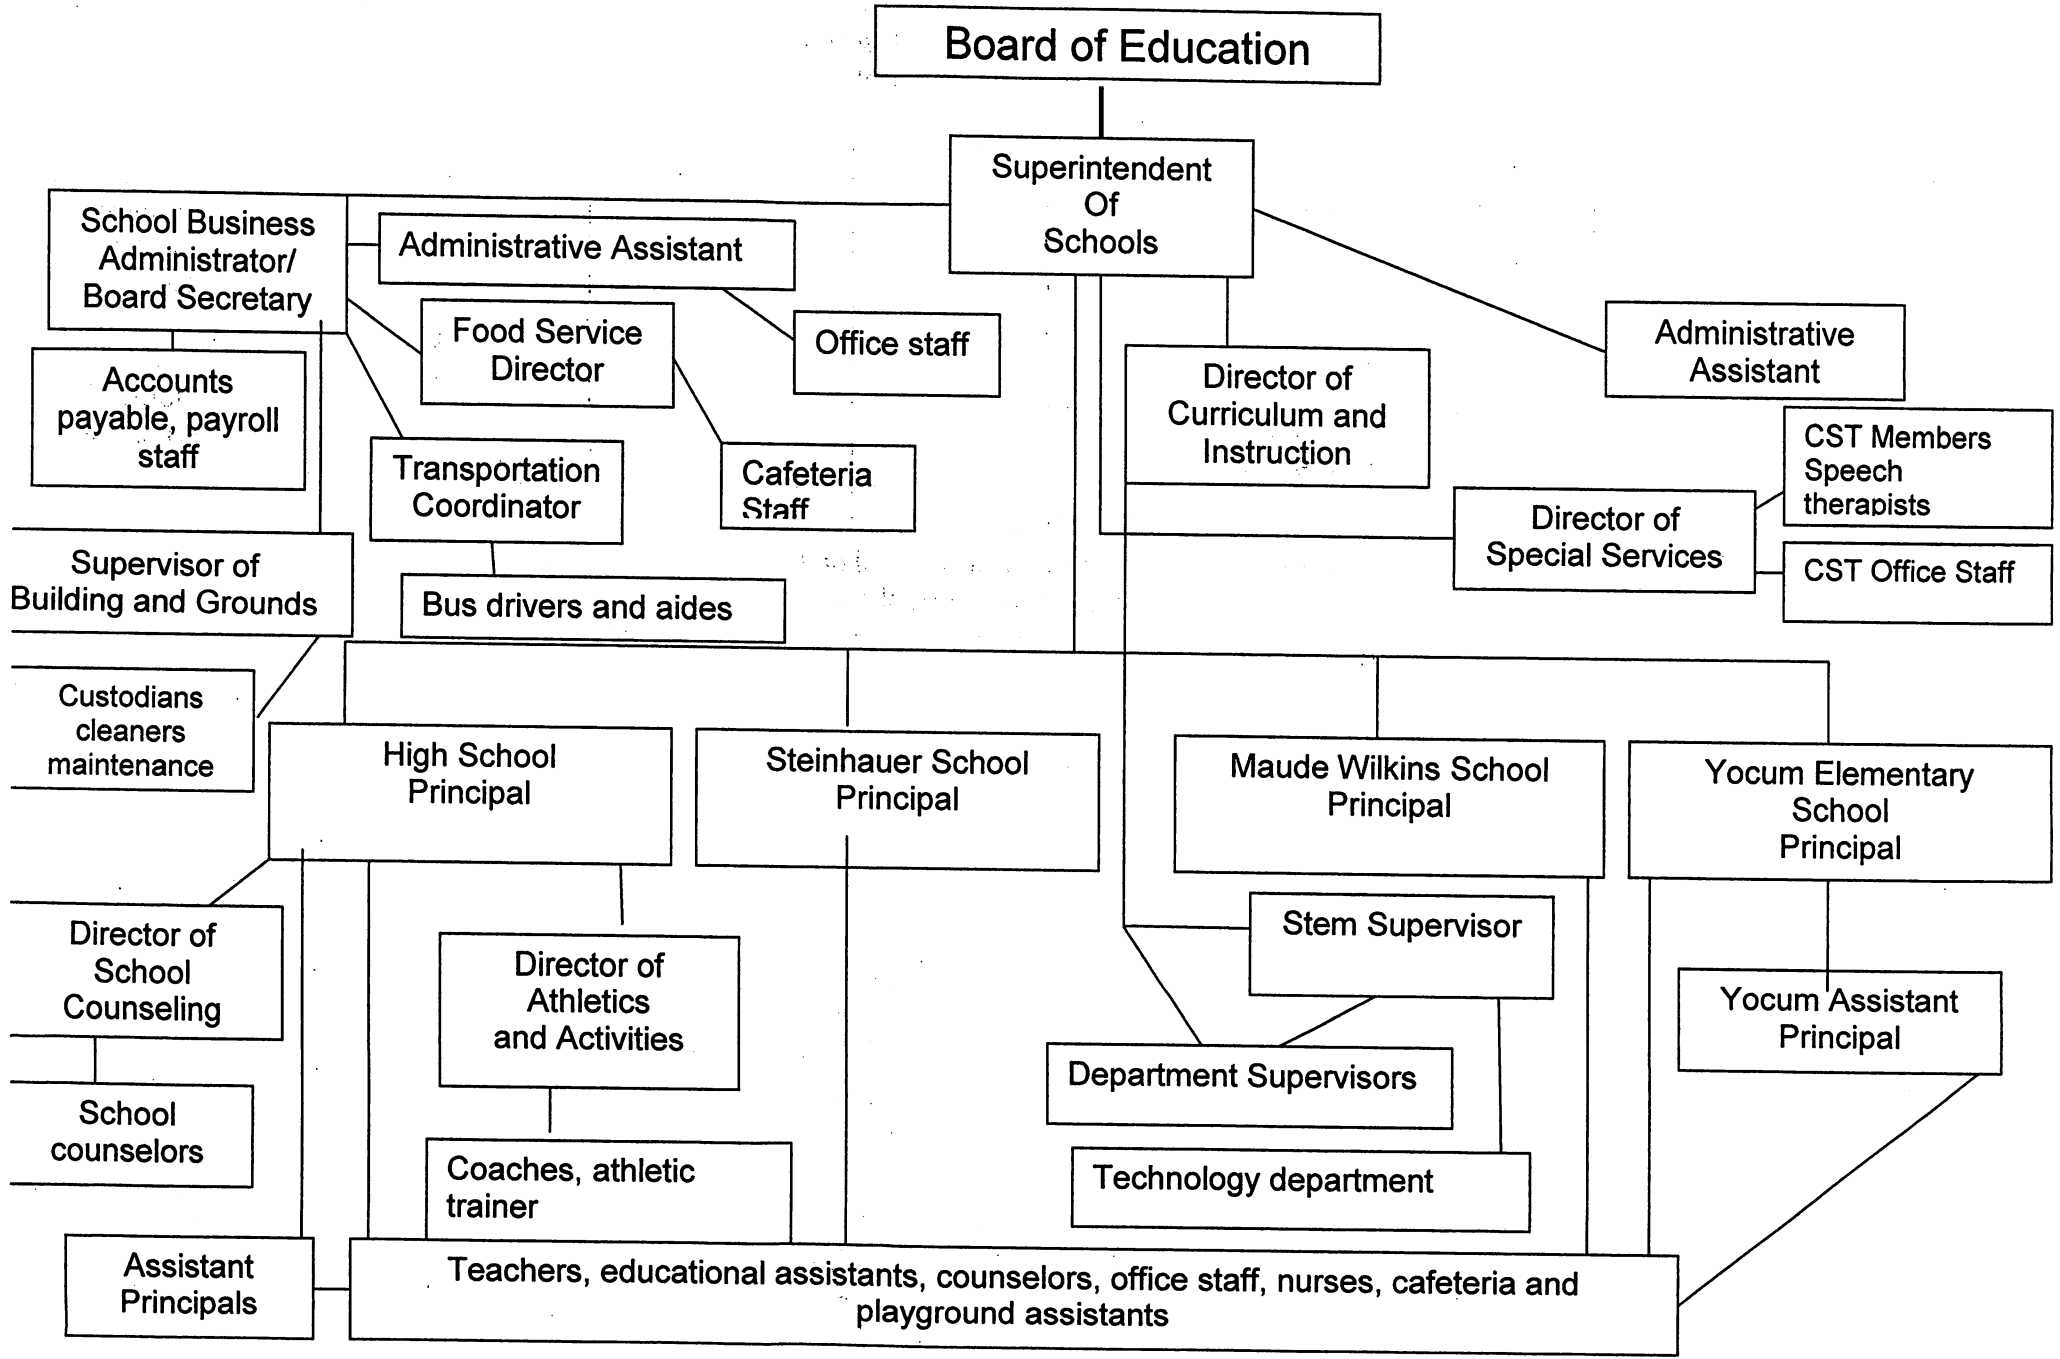 Board of Education
Superintendent
Of
Schools
School Business
Administrator/
Board Secretary
Administrative Assistant
Food Service
Director
Office staff
Administrative
Assistant
Accounts
payable, payroll
staff
Director of
Curriculum and
Instruction
Transportation
Coordinator
Cafeteria
Staff
CST Members
Speech
therapists
Director of
Special Services
CST Office Staff
Supervisor of
Building and Grounds
Bus drivers and aides
Custodians
cleaners
maintenance
High School
Principal
Steinhauer School
Principal
Maude Wilkins School
Principal
Yocum Elementary
School
Principal
Director of
School
Counseling
Director of
Athletics
and Activities
Stem Supervisor
Yocum Assistant
Principal
Department Supervisors
School
counselors
Coaches, athletic
trainer
Technology department
Assistant
Principals
Teachers, educational assistants, counselors, office staff, nurses, cafeteria and
playground assistants